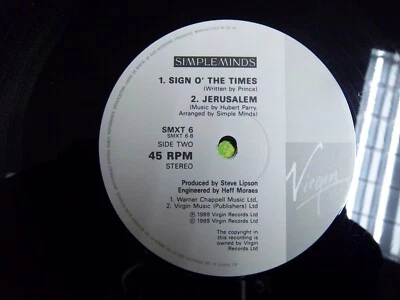 SIMPLE MINDS
1. SIGN O' THE TIMES
(Written by Prince)
2. JERUSALEM
(Music by Hubert Parry,
Arranged by Simple Minds)
SMXT 6
SMXT 6-B
SIDE TWO
45 RPM
STEREO
Virgin
Produced by Steve Lipson
Engineered by Heff Moraes
1. Warner Chappell Music Ltd.
2. Virgin Music (Publishers) Ltd
℗ 1989 Virgin Records Ltd
© 1989 Virgin Records Ltd
The copyright in
this recording is
owned by Virgin
Records Ltd